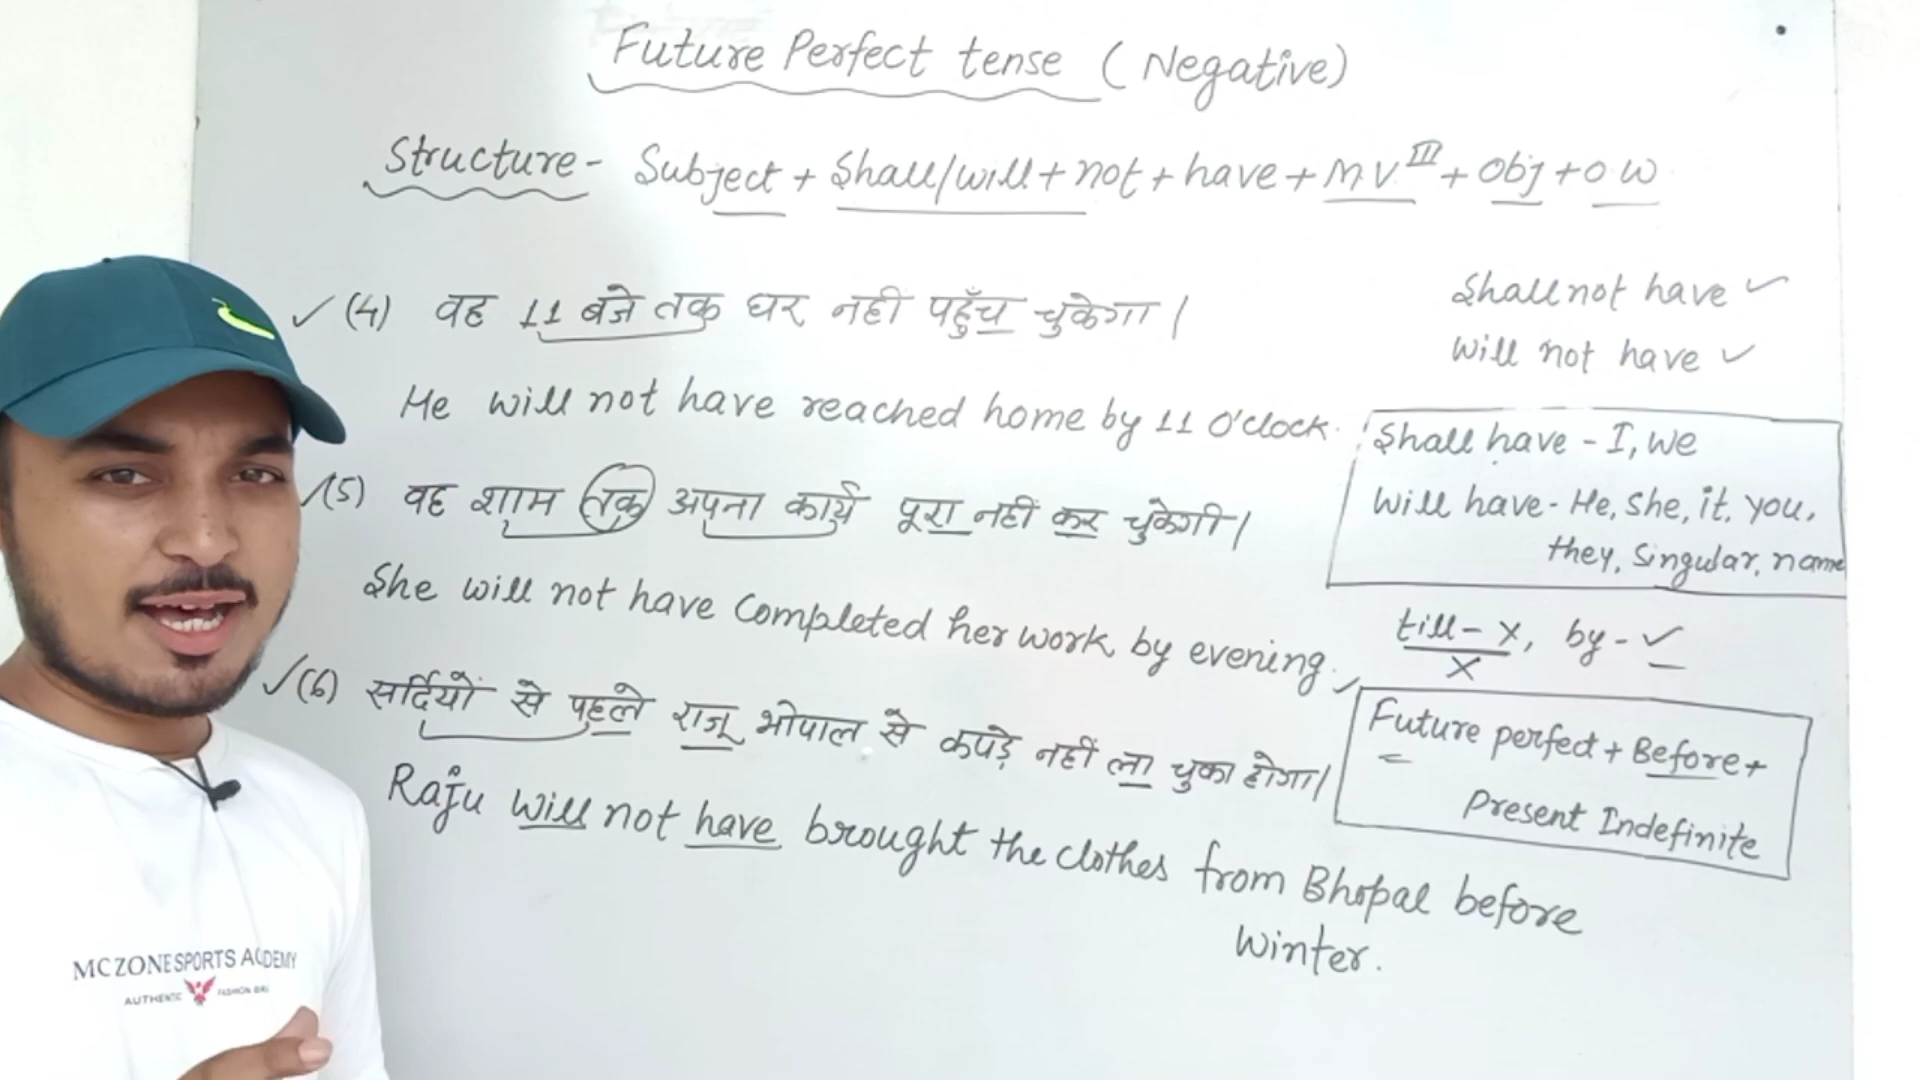 Future Perfect tense (Negative)
Structure- Subject + Shall/will + not + have + MV III + Obj + O.W
(4) वह 11 बजे तक घर नही पहुँच चुकेगा।
He will not have reached home by 11 O'clock.
(5) वह शाम तक अपना कार्य पूरा नहीं कर चुकेगी।
She will not have Completed her work by evening.
(6) सर्दियों से पहले राजू भोपाल से कपड़े नहीं ला चुका होगा।
Raju will not have brought the clothes from Bhopal before
Winter.
Shall not have ✓
Will not have ✓
Shall have - I, We
Will have - He, She, it, you,
they, Singular, name
till - x, by - ✓
x
Future perfect + Before +
Present Indefinite
MCZONE SPORTS ACDEMY
AUTHENTIC